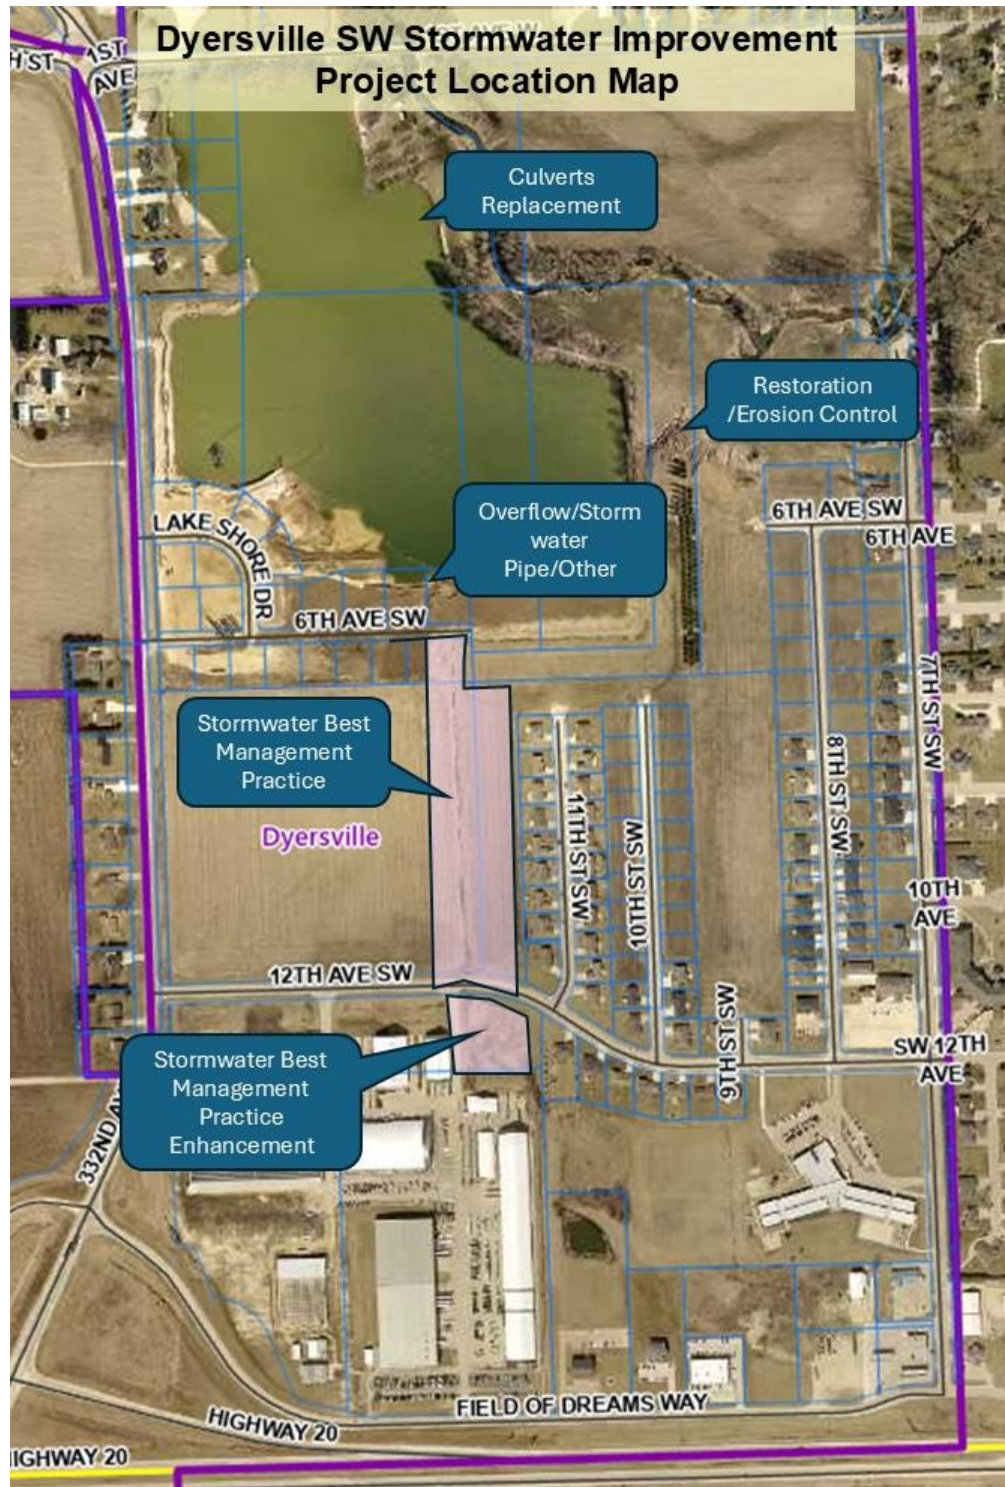 Dyersville SW Stormwater Improvement
Project Location Map
1ST
AVE
Culverts
Replacement
Restoration
/Erosion Control
Overflow/Storm
water
Pipe/Other
6TH AVE SW
6TH AVE
LAKE SHORE DR
6TH AVE SW
7TH ST SW
Stormwater Best
Management
Practice
Dyersville
8TH ST SW
11TH ST SW
10TH ST SW
10TH
AVE
12TH AVE SW
9TH ST SW
SW 12TH
AVE
Stormwater Best
Management
Practice
Enhancement
332ND AV
FIELD OF DREAMS WAY
HIGHWAY 20
HIGHWAY 20